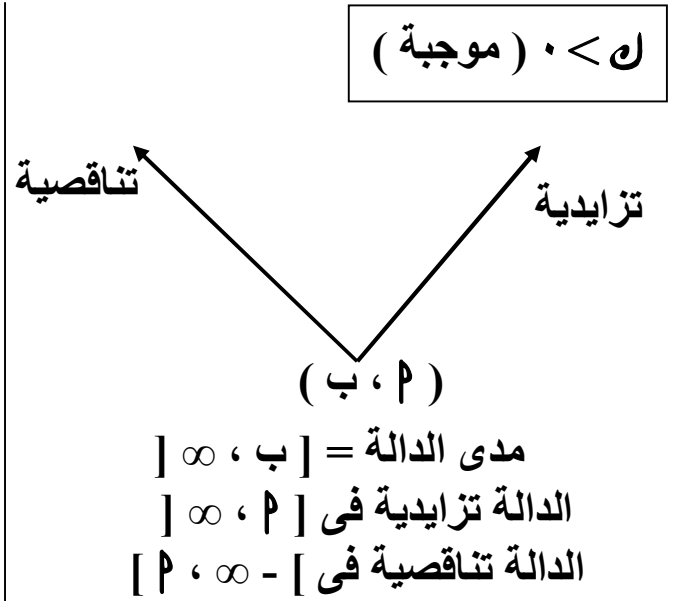 ك > ٠ ( موجبة )
تناقصية
تزايدية
( أ ، ب )
مدى الدالة = [ ب ، ∞ [
الدالة تزايدية فى [ أ ، ∞ [
الدالة تناقصية فى ] - ∞ ، أ ]